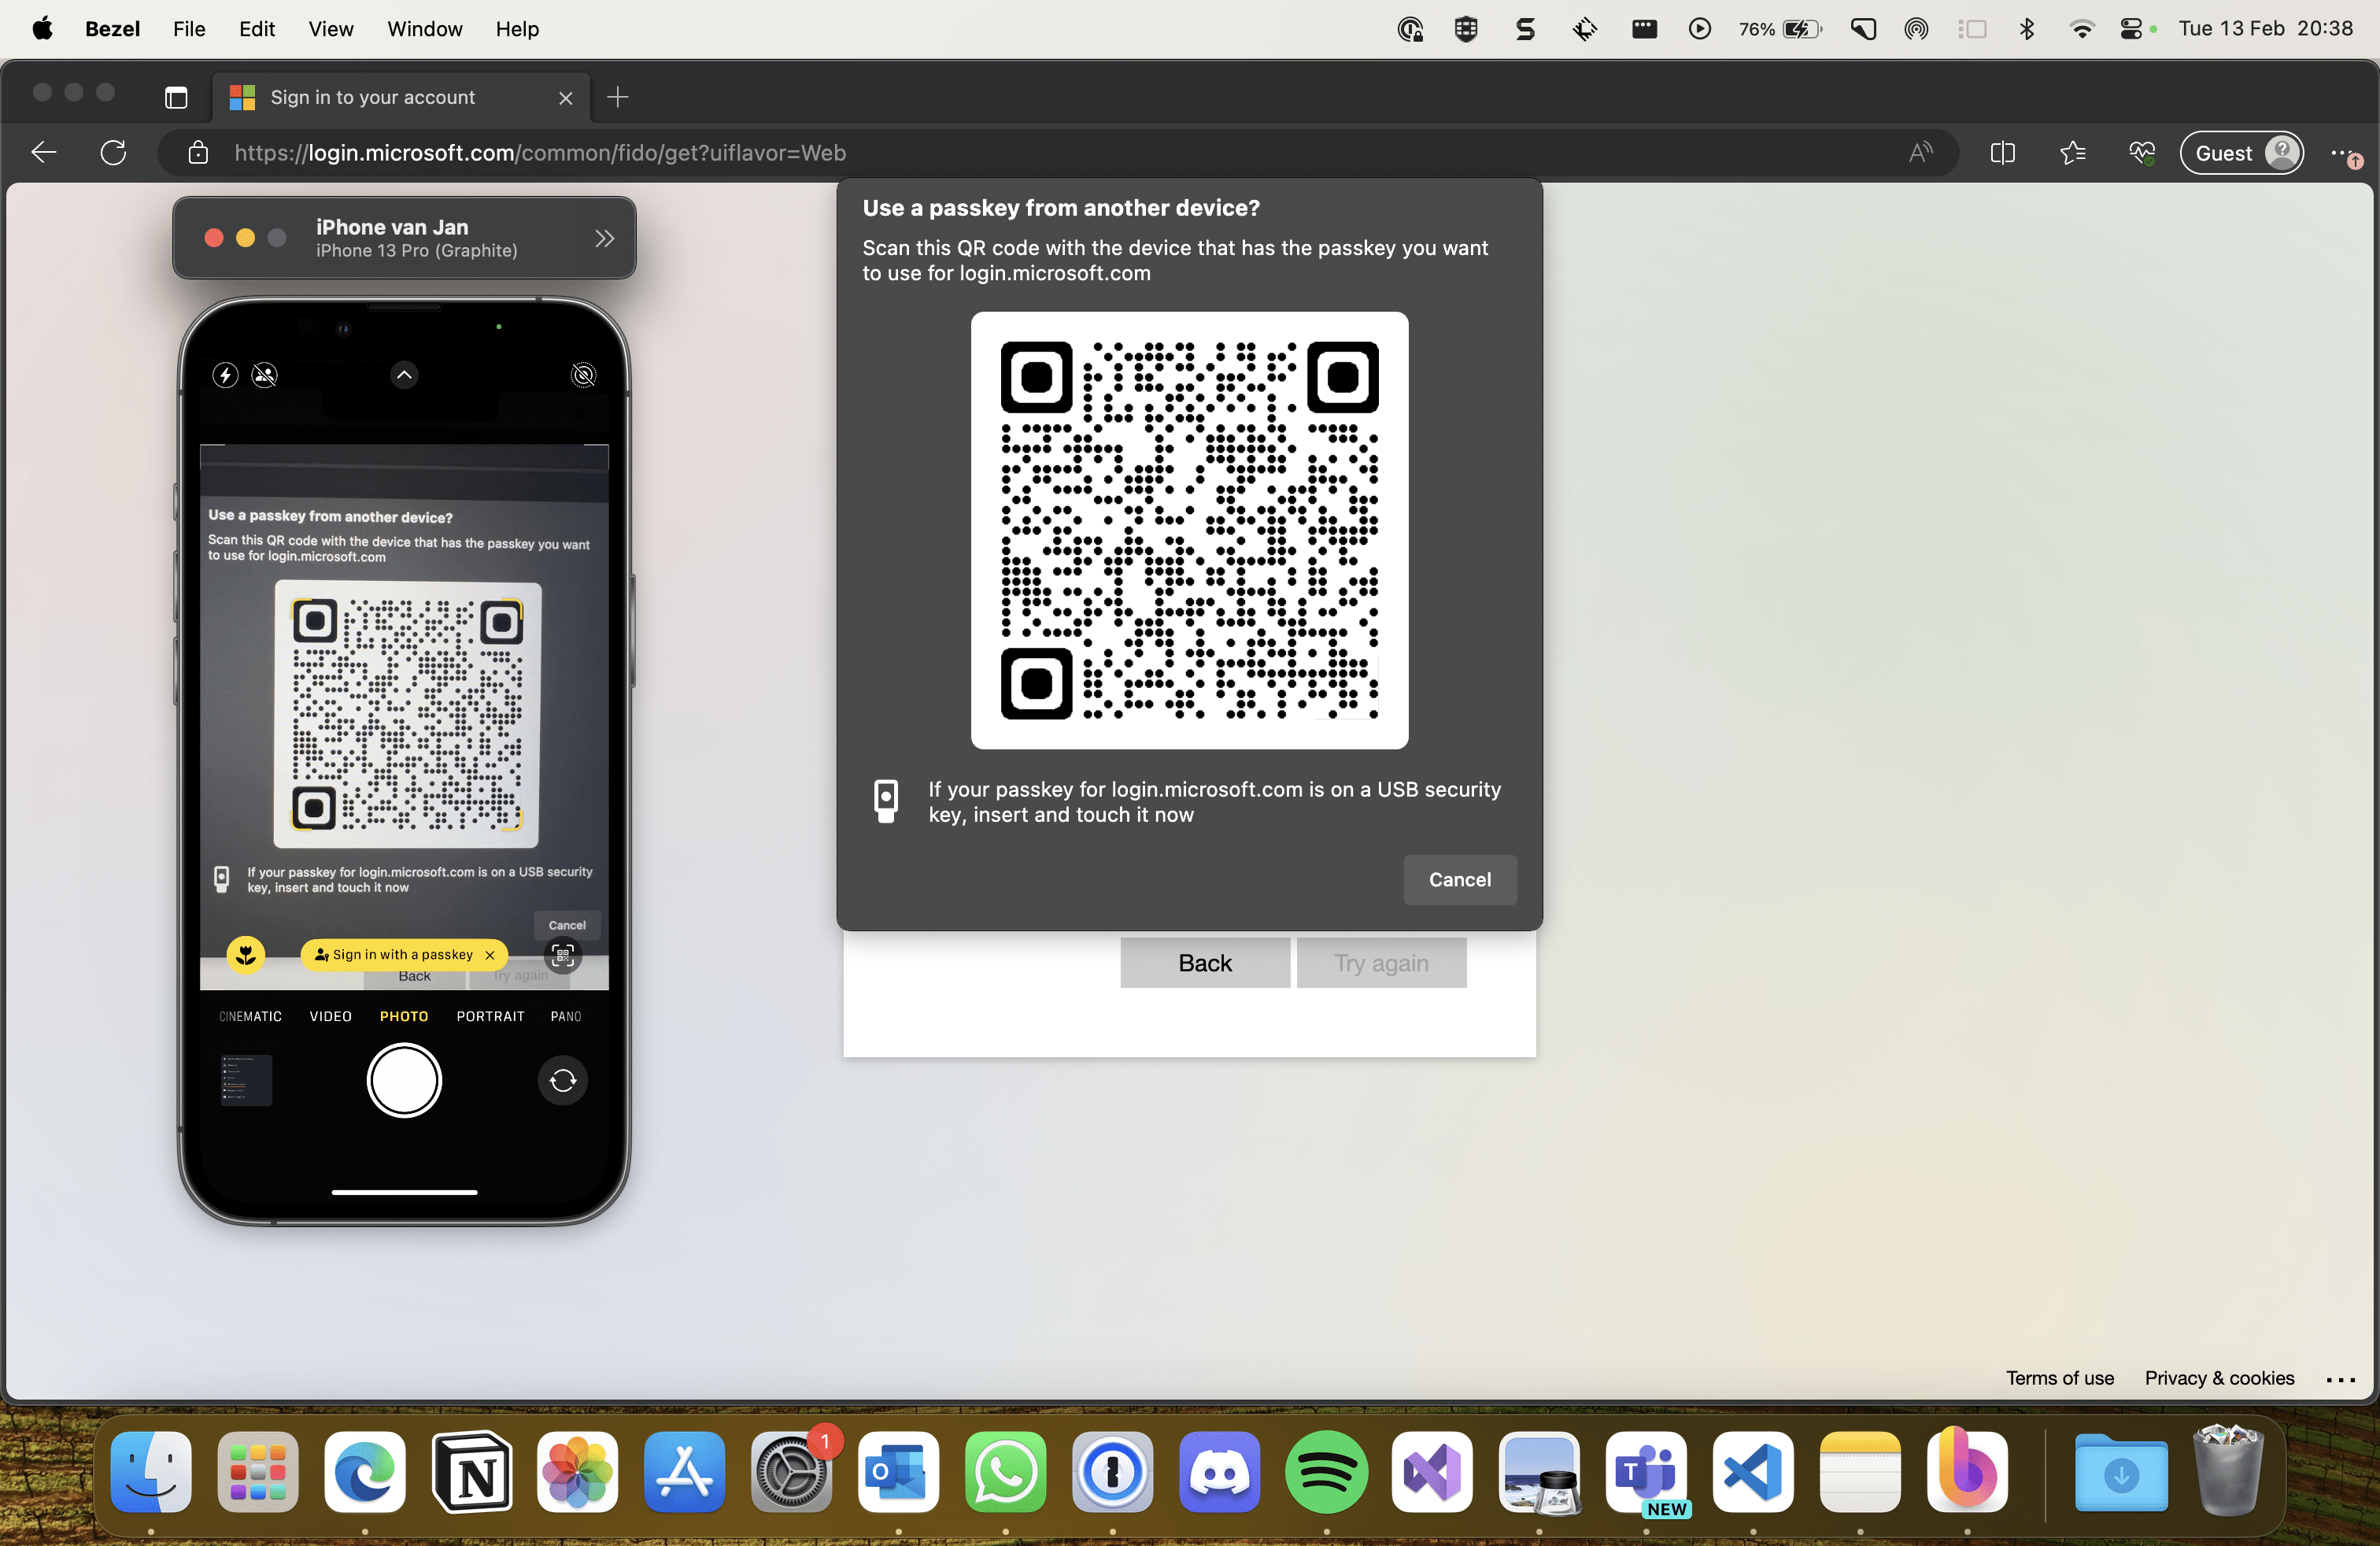 Bezel File Edit View Window Help
76% Tue 13 Feb 20:38
Sign in to your account
https://login.microsoft.com/common/fido/get?uiflavor=Web
Guest
iPhone van Jan
iPhone 13 Pro (Graphite)
Use a passkey from another device?
Scan this QR code with the device that has the passkey you want
to use for login.microsoft.com
If your passkey for login.microsoft.com is on a USB security
key, insert and touch it now
Cancel
Sign in with a passkey
Back Try again
CINEMATIC VIDEO PHOTO PORTRAIT PANO
Use a passkey from another device?
Scan this QR code with the device that has the passkey you want
to use for login.microsoft.com
If your passkey for login.microsoft.com is on a USB security
key, insert and touch it now
Cancel
Back Try again
Terms of use Privacy & cookies
1
NEW